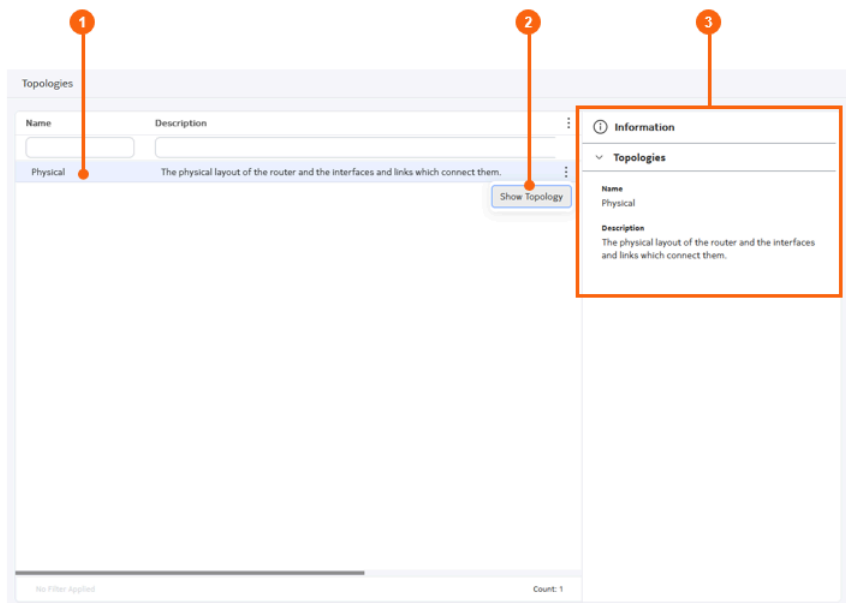 1
2
3
Topologies
Name
Description
Physical
The physical layout of the router and the interfaces and links which connect them.
Show Topology
No Filter Applied
Count: 1
Information
Topologies
Name
Physical
Description
The physical layout of the router and the interfaces
and links which connect them.